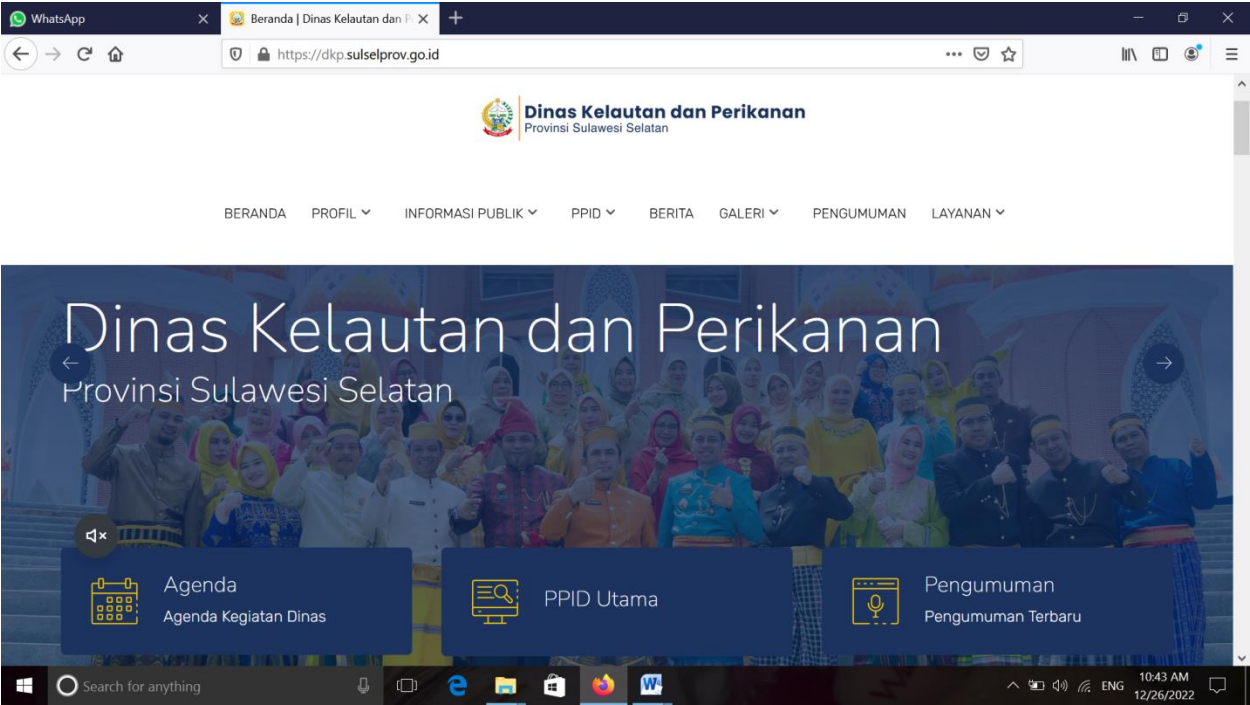 WhatsApp
Beranda | Dinas Kelautan dan P
https://dkp.sulselprov.go.id
Dinas Kelautan dan Perikanan
Provinsi Sulawesi Selatan
BERANDA PROFIL INFORMASI PUBLIK PPID BERITA GALERI PENGUMUMAN LAYANAN
Dinas Kelautan dan Perikanan
Provinsi Sulawesi Selatan
Agenda
Agenda Kegiatan Dinas
PPID Utama
Pengumuman
Pengumuman Terbaru
Search for anything
ENG
10:43 AM
12/26/2022